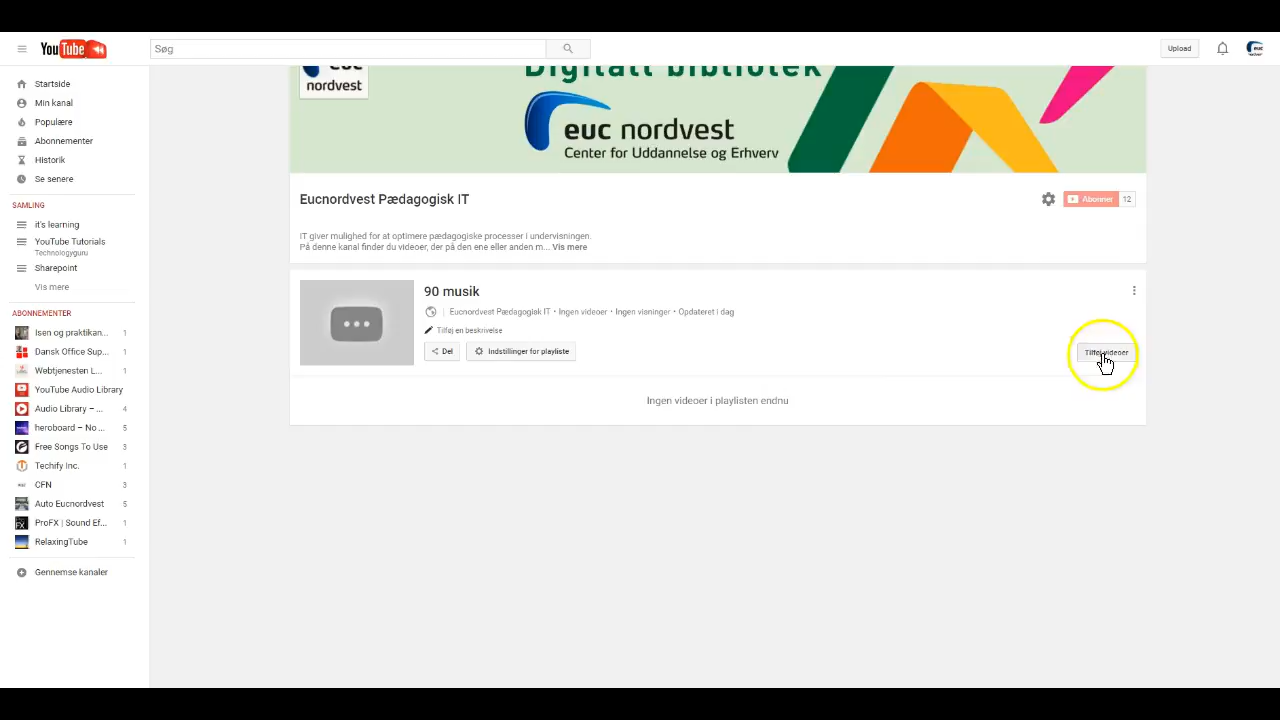 YouTube
Søg
Upload
euc nordvest
Startside
Min kanal
Populære
Abonnementer
Historik
Se senere
SAMLING
it's learning
YouTube Tutorials
Technologyguru
Sharepoint
Vis mere
ABONNEMENTER
Isen og praktikan... 1
Dansk Office Sup... 1
Webtjenesten L... 1
YouTube Audio Library
Audio Library – ... 4
heroboard – No ... 5
Free Songs To Use 3
Techify Inc. 1
CFN 3
Auto Eucnordvest 5
ProFX | Sound Ef... 1
RelaxingTube 1
Gennemse kanaler
euc
nordvest
Digitalt bibliotek
euc nordvest
Center for Uddannelse og Erhverv
Eucnordvest Pædagogisk IT
Abonner 12
IT giver mulighed for at optimere pædagogiske processer i undervisningen.
På denne kanal finder du videoer, der på den ene eller anden m... Vis mere
90 musik
Eucnordvest Pædagogisk IT • Ingen videoer • Ingen visninger • Opdateret i dag
Tilføj en beskrivelse
Del
Indstillinger for playliste
Tilføj videoer
Ingen videoer i playlisten endnu